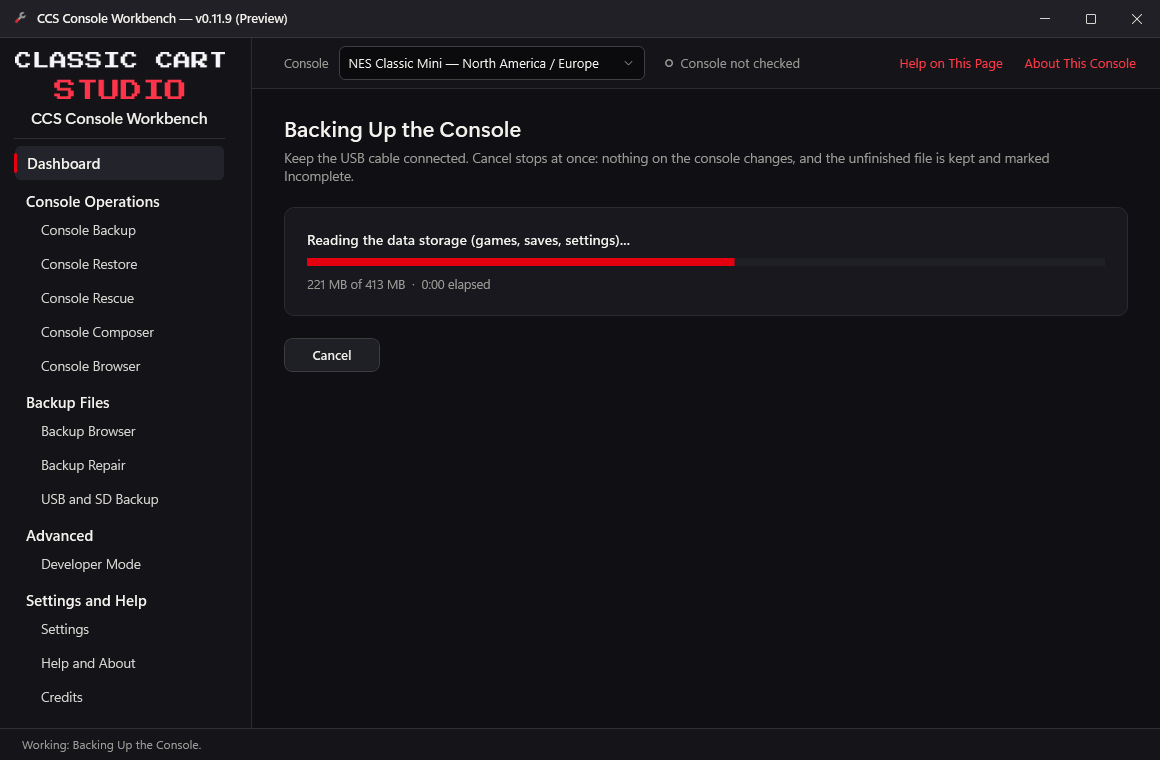 CCS Console Workbench — v0.11.9 (Preview)
CLASSIC CART
STUDIO
CCS Console Workbench
Dashboard
Console Operations
Console Backup
Console Restore
Console Rescue
Console Composer
Console Browser
Backup Files
Backup Browser
Backup Repair
USB and SD Backup
Advanced
Developer Mode
Settings and Help
Settings
Help and About
Credits
Console
NES Classic Mini — North America / Europe
Console not checked
Help on This Page
About This Console
Backing Up the Console
Keep the USB cable connected. Cancel stops at once: nothing on the console changes, and the unfinished file is kept and marked
Incomplete.
Reading the data storage (games, saves, settings)...
221 MB of 413 MB · 0:00 elapsed
Cancel
Working: Backing Up the Console.